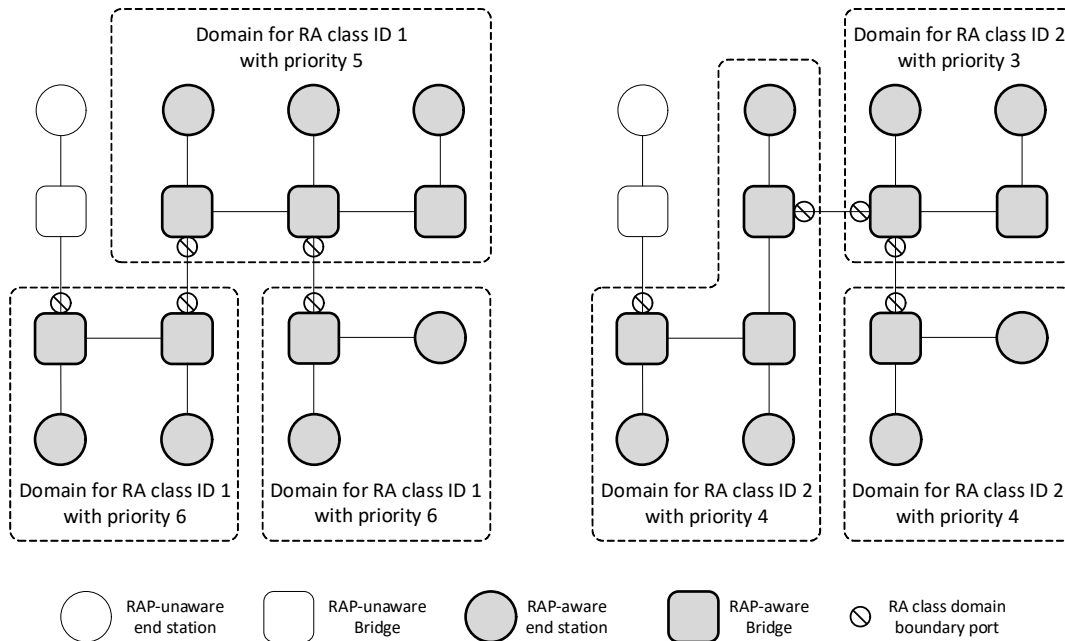 Domain for RA class ID 1
with priority 5
Domain for RA class ID 2
with priority 3
Domain for RA class ID 1
with priority 6
Domain for RA class ID 1
with priority 6
Domain for RA class ID 2
with priority 4
Domain for RA class ID 2
with priority 4
RAP-unaware
end station
RAP-unaware
Bridge
RAP-aware
end station
RAP-aware
Bridge
RA class domain
boundary port